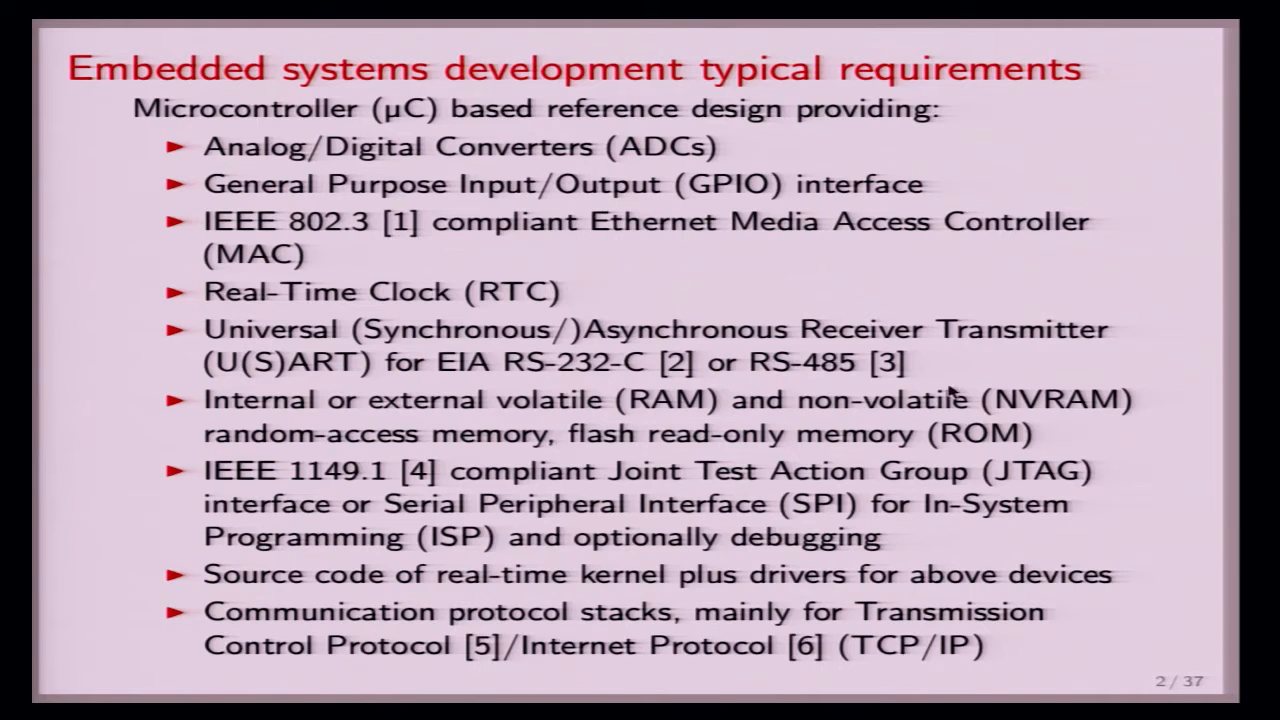 Embedded systems development typical requirements
Microcontroller (µC) based reference design providing:
► Analog/Digital Converters (ADCs)
► General Purpose Input/Output (GPIO) interface
► IEEE 802.3 [1] compliant Ethernet Media Access Controller
(MAC)
► Real-Time Clock (RTC)
► Universal (Synchronous/)Asynchronous Receiver Transmitter
(U(S)ART) for EIA RS-232-C [2] or RS-485 [3]
► Internal or external volatile (RAM) and non-volatile (NVRAM)
random-access memory, flash read-only memory (ROM)
► IEEE 1149.1 [4] compliant Joint Test Action Group (JTAG)
interface or Serial Peripheral Interface (SPI) for In-System
Programming (ISP) and optionally debugging
► Source code of real-time kernel plus drivers for above devices
► Communication protocol stacks, mainly for Transmission
Control Protocol [5]/Internet Protocol [6] (TCP/IP)
2 / 37